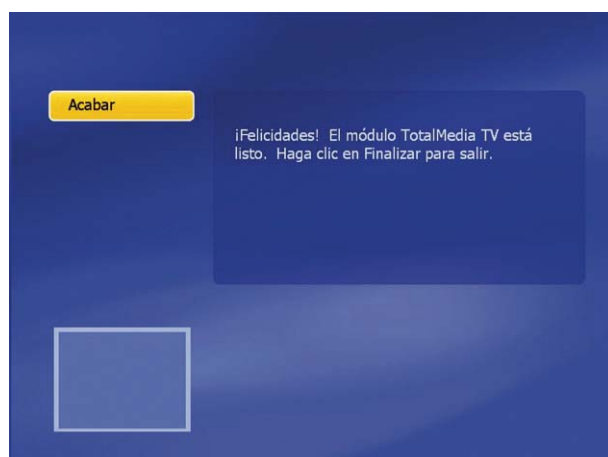 Acabar
¡Felicidades! El módulo TotalMedia TV está
listo. Haga clic en Finalizar para salir.